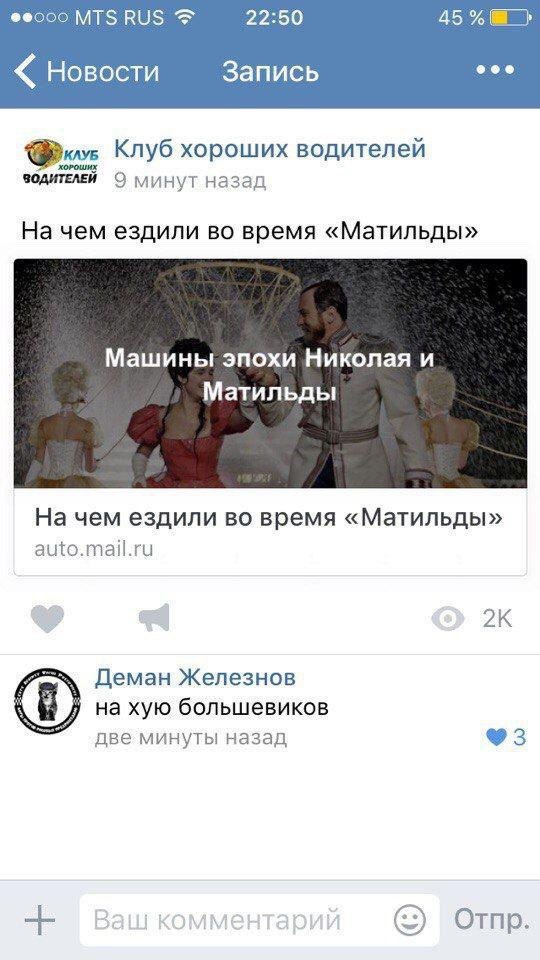 MTS RUS 22:50 45 %
Новости Запись
КЛУБ
ХОРОШИХ
ВОДИТЕЛЕЙ
Клуб хороших водителей
9 минут назад
На чем ездили во время «Матильды»
Машины эпохи Николая и
Матильды
На чем ездили во время «Матильды»
auto.mail.ru
2K
Деман Железнов
на хую большевиков
две минуты назад
3
Ваш комментарий Отпр.